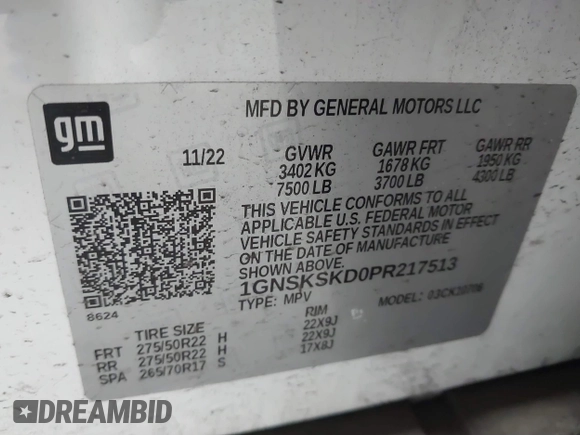 gm
MFD BY GENERAL MOTORS LLC
11/22 GVWR GAWR FRT GAWR RR
3402 KG 1678 KG 1950 KG
7500 LB 3700 LB 4300 LB
THIS VEHICLE CONFORMS TO ALL
APPLICABLE U.S. FEDERAL MOTOR
VEHICLE SAFETY STANDARDS IN EFFECT
ON THE DATE OF MANUFACTURE
SHOWN ABOVE.
1GNSKSKD0PR217513
TYPE: MPV MODEL:
8624
TIRE SIZE RIM
FRT 275/50R22 H 22X9J
RR 275/50R22 H 22X9J
SPA 265/70R17 S 17X8J
DREAMBID